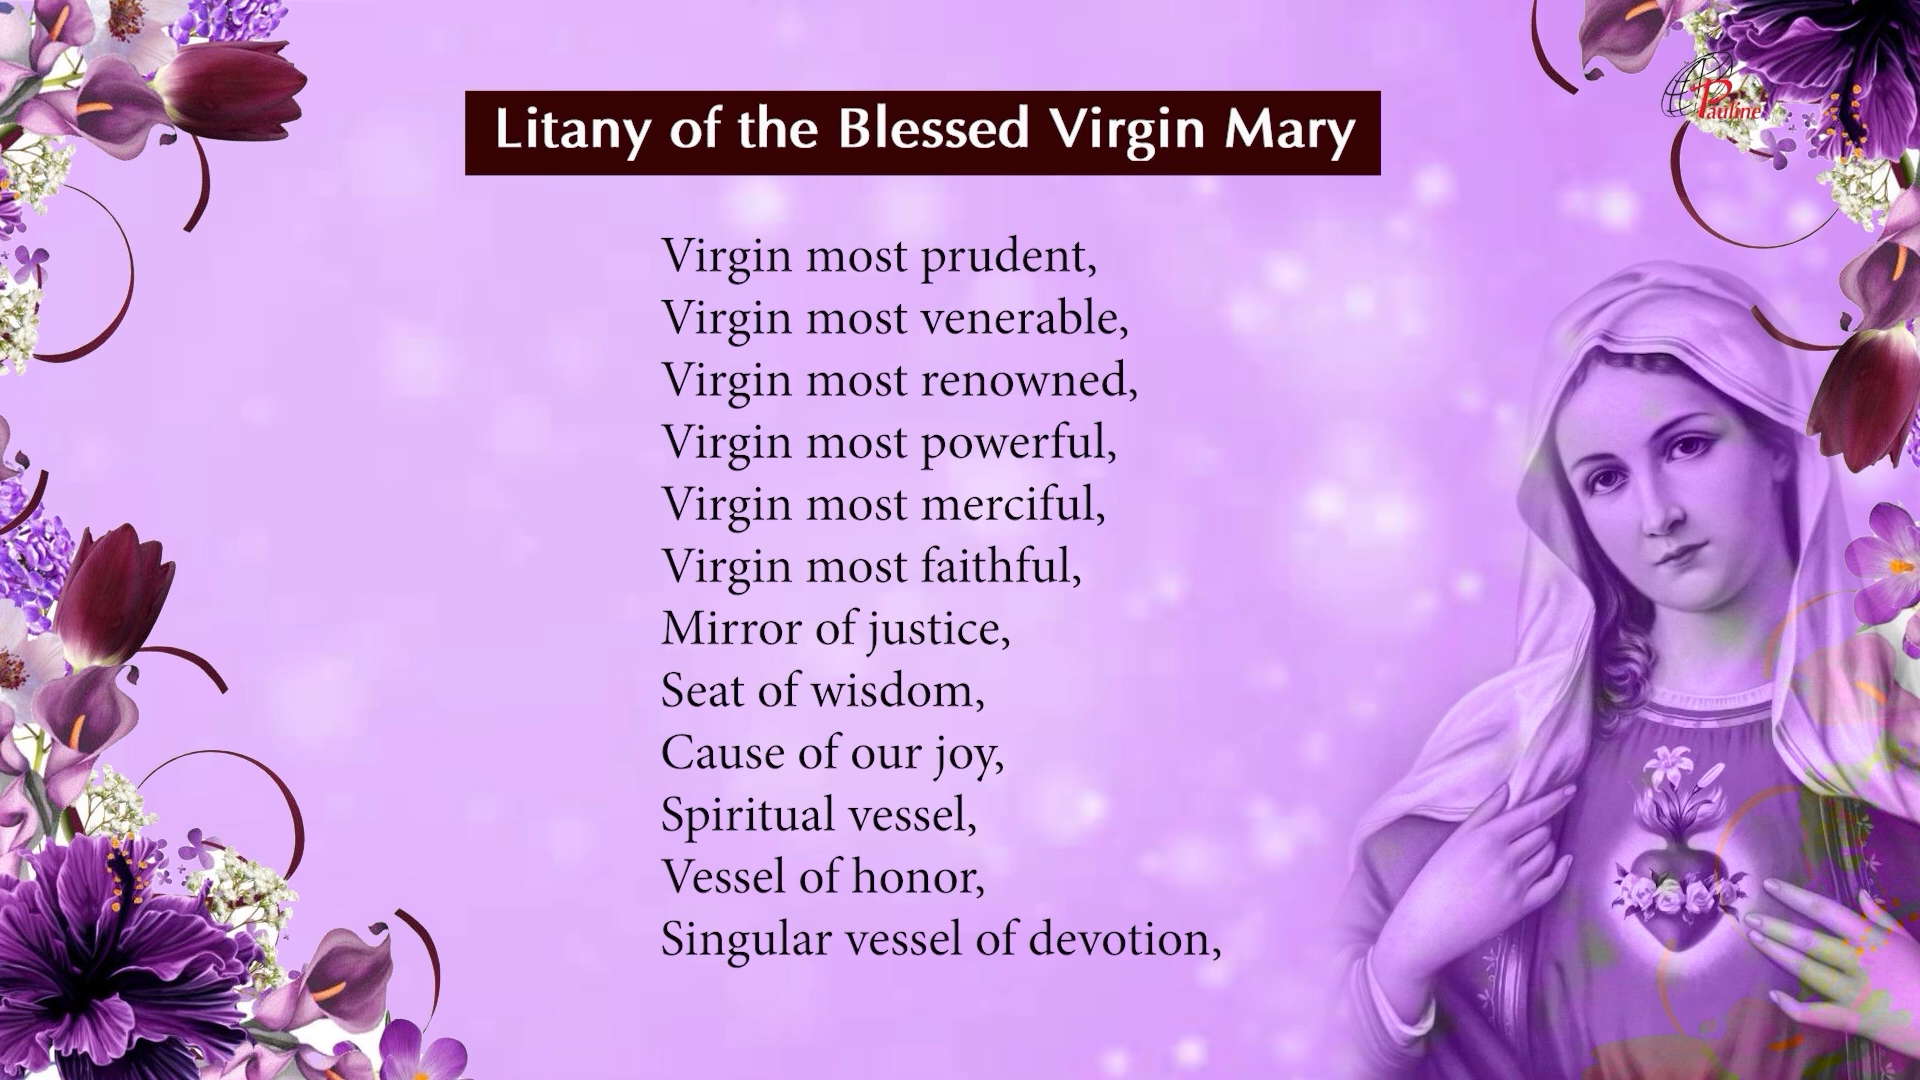 Pauline
Litany of the Blessed Virgin Mary
Virgin most prudent,
Virgin most venerable,
Virgin most renowned,
Virgin most powerful,
Virgin most merciful,
Virgin most faithful,
Mirror of justice,
Seat of wisdom,
Cause of our joy,
Spiritual vessel,
Vessel of honor,
Singular vessel of devotion,